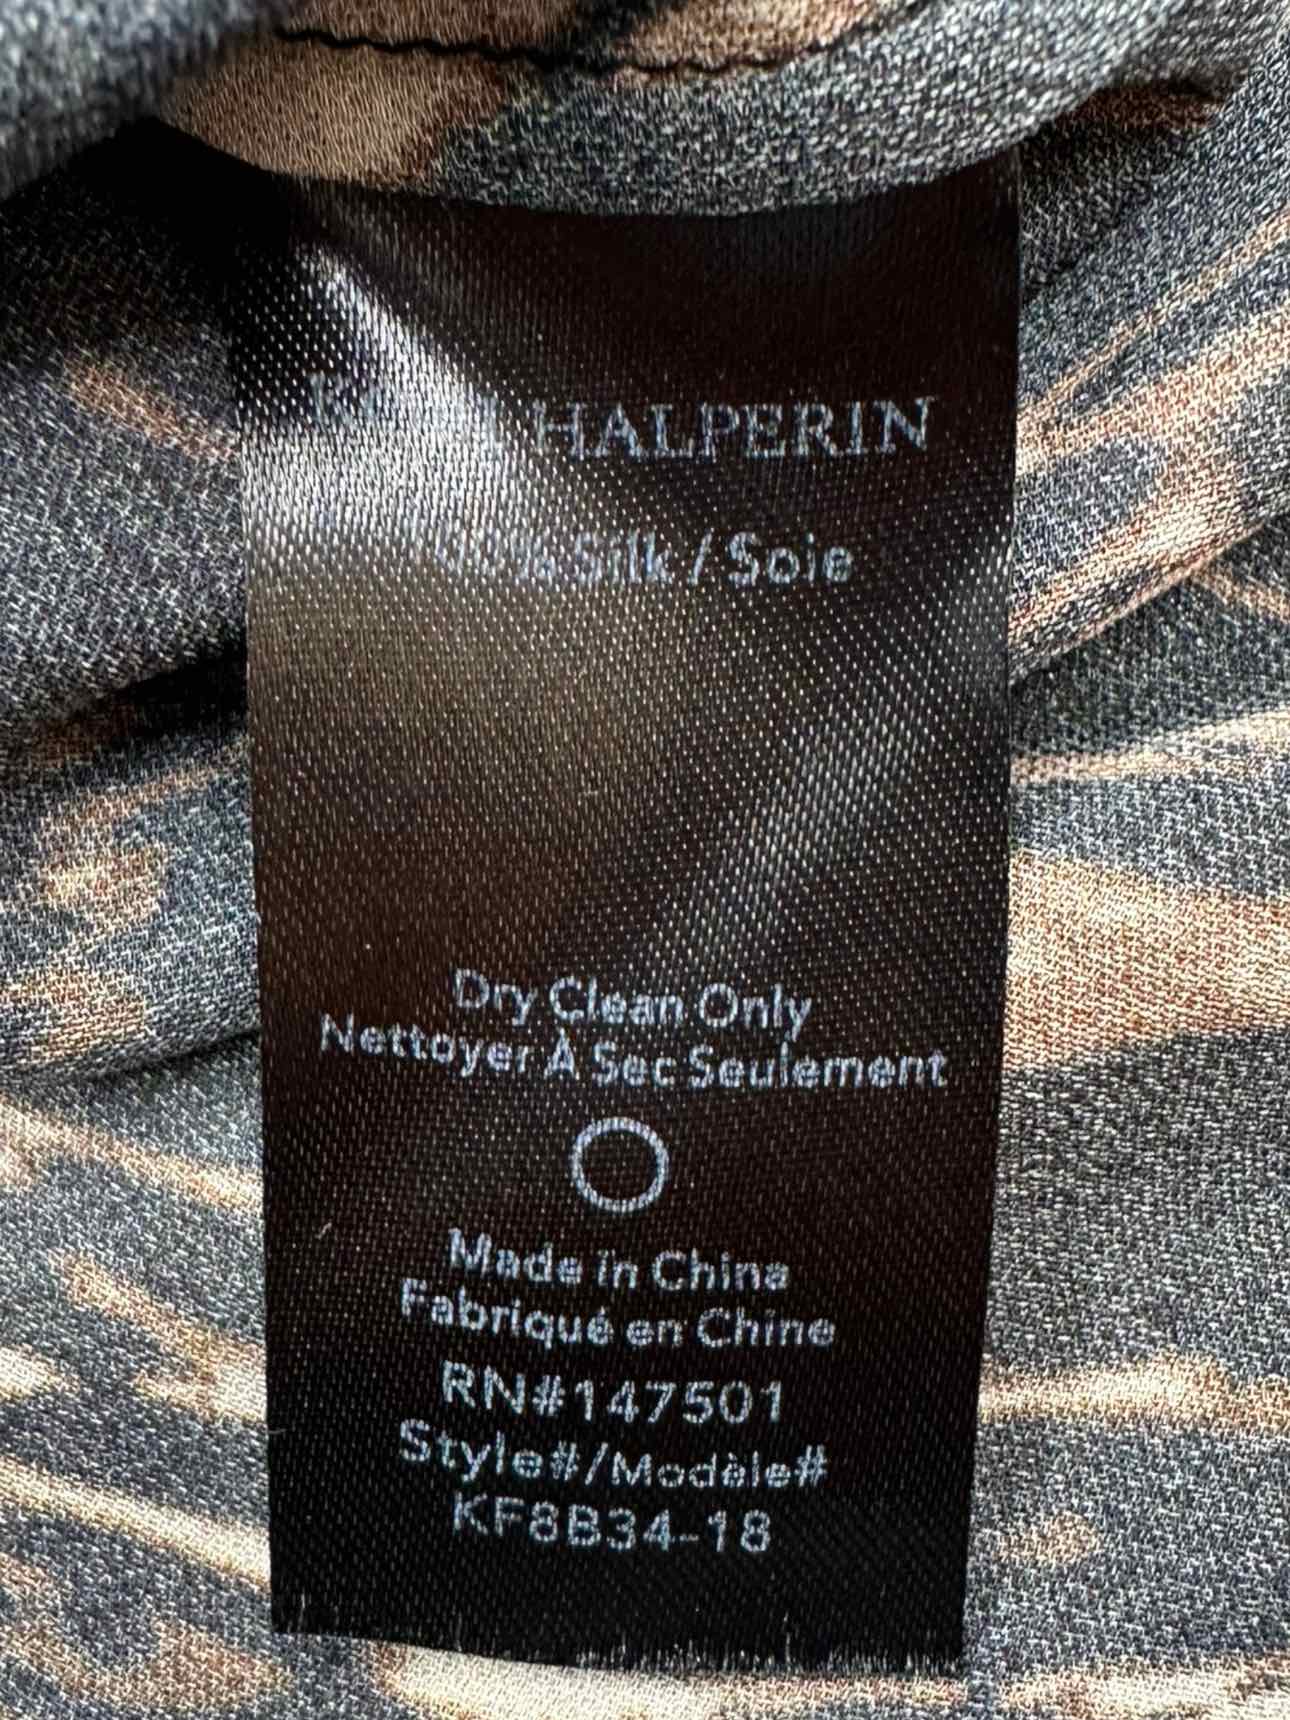 HALPERIN
100% Silk / Soie
Dry Clean Only
Nettoyer À Sec Seulement
Made in China
Fabriqué en Chine
RN#147501
Style#/Modèle#
KF8B34-18